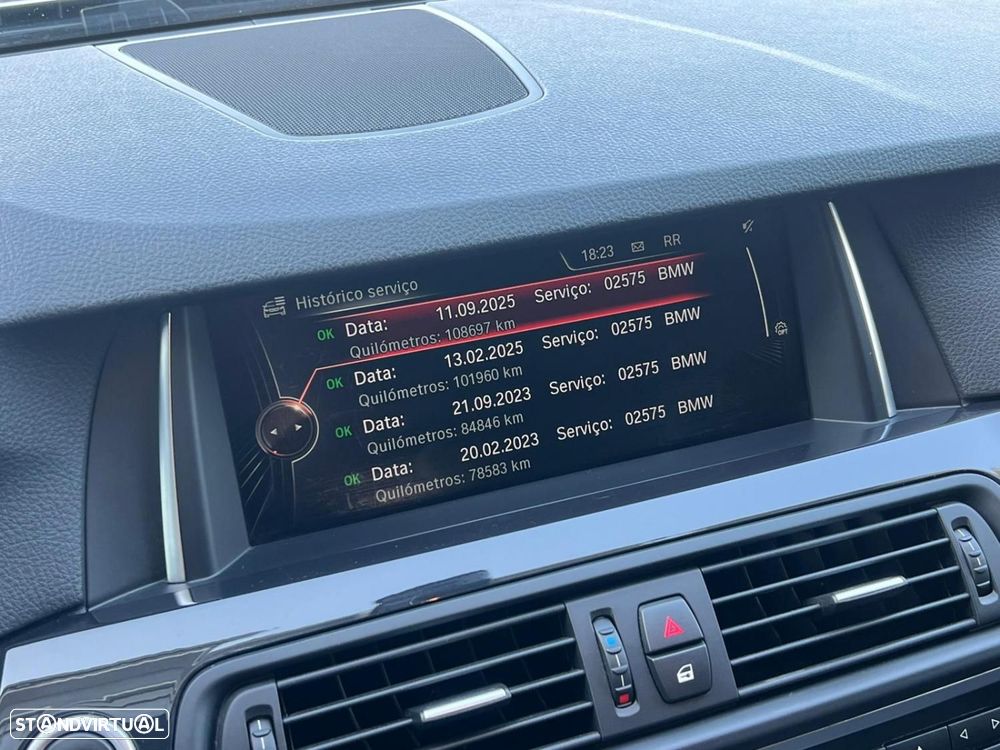 18:23 RR
Histórico serviço
OK Data: 11.09.2025 Serviço: 02575 BMW
Quilómetros: 108697 km
OK Data: 13.02.2025 Serviço: 02575 BMW
Quilómetros: 101960 km
OK Data: 21.09.2023 Serviço: 02575 BMW
Quilómetros: 84846 km
OK Data: 20.02.2023 Serviço: 02575 BMW
Quilómetros: 78583 km
OPT
STANDVIRTUAL